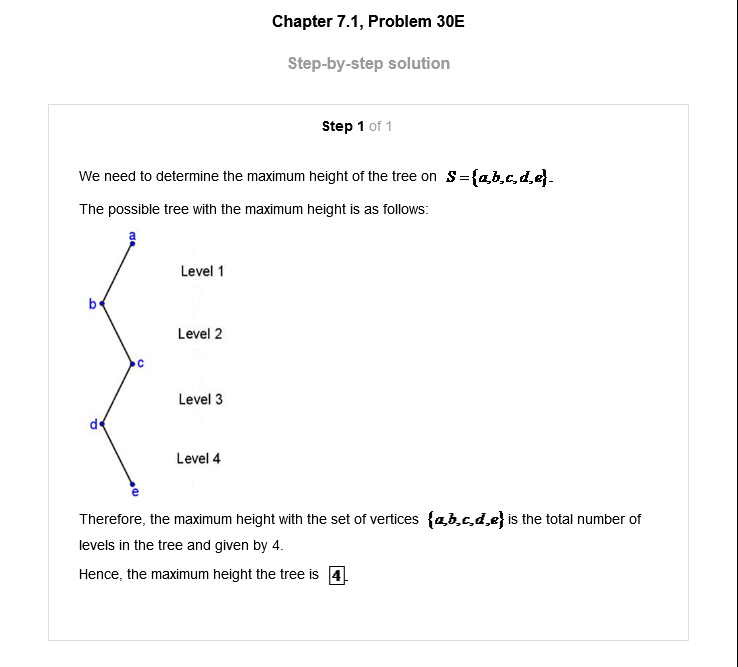 Chapter 7.1, Problem 30E
Step-by-step solution
Step 1 of 1
We need to determine the maximum height of the tree on S={a,b,c,d,e}.
The possible tree with the maximum height is as follows:
a
Level 1
b
Level 2
c
Level 3
d
Level 4
e
Therefore, the maximum height with the set of vertices {a,b,c,d,e} is the total number of
levels in the tree and given by 4.
Hence, the maximum height the tree is 4.